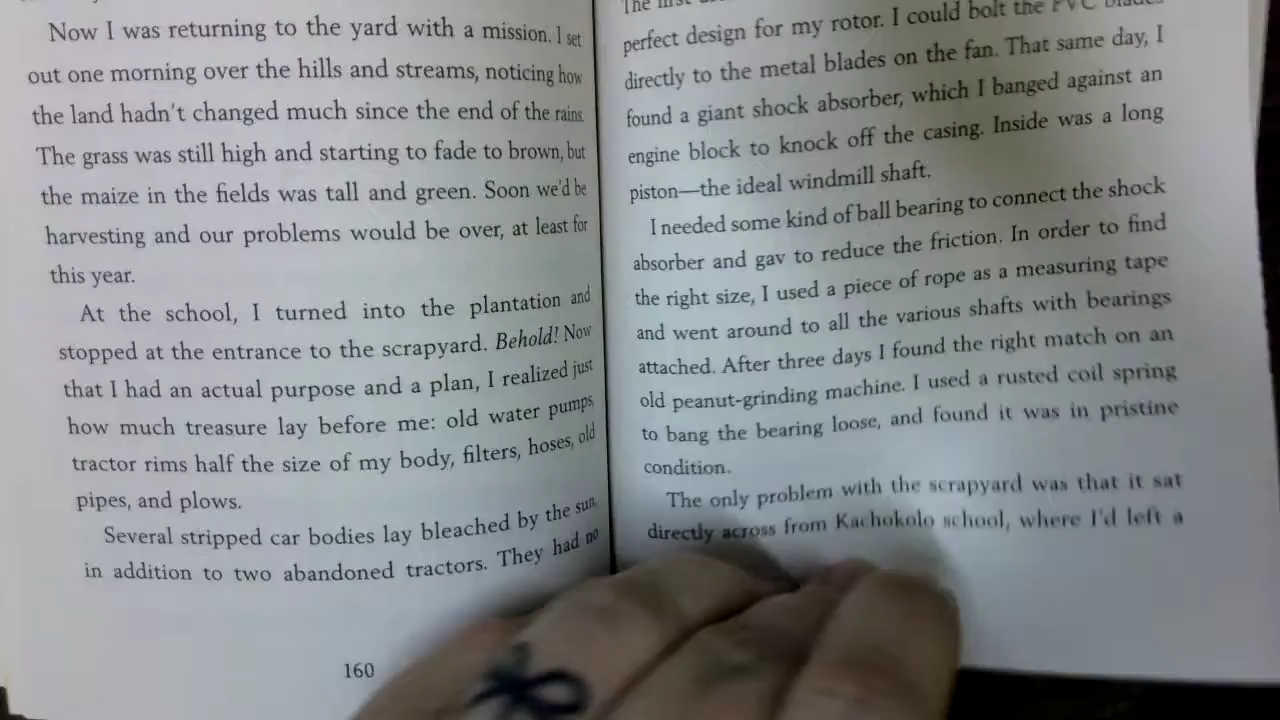 Now I was returning to the yard with a mission. I set
out one morning over the hills and streams, noticing how
the land hadn't changed much since the end of the rains.
The grass was still high and starting to fade to brown, but
the maize in the fields was tall and green. Soon we'd be
harvesting and our problems would be over, at least for
this year.
At the school, I turned into the plantation and
stopped at the entrance to the scrapyard. Behold! Now
that I had an actual purpose and a plan, I realized just
how much treasure lay before me: old water pumps,
tractor rims half the size of my body, filters, hoses, old
pipes, and plows.
Several stripped car bodies lay bleached by the sun,
in addition to two abandoned tractors. They had no
160
The first
perfect design for my rotor. I could bolt the PVC blades
directly to the metal blades on the fan. That same day, I
found a giant shock absorber, which I banged against an
engine block to knock off the casing. Inside was a long
piston—the ideal windmill shaft.
I needed some kind of ball bearing to connect the shock
absorber and gav to reduce the friction. In order to find
the right size, I used a piece of rope as a measuring tape
and went around to all the various shafts with bearings
attached. After three days I found the right match on an
old peanut-grinding machine. I used a rusted coil spring
to bang the bearing loose, and found it was in pristine
condition.
The only problem with the scrapyard was that it sat
directly across from Kachokolo school, where I'd left a